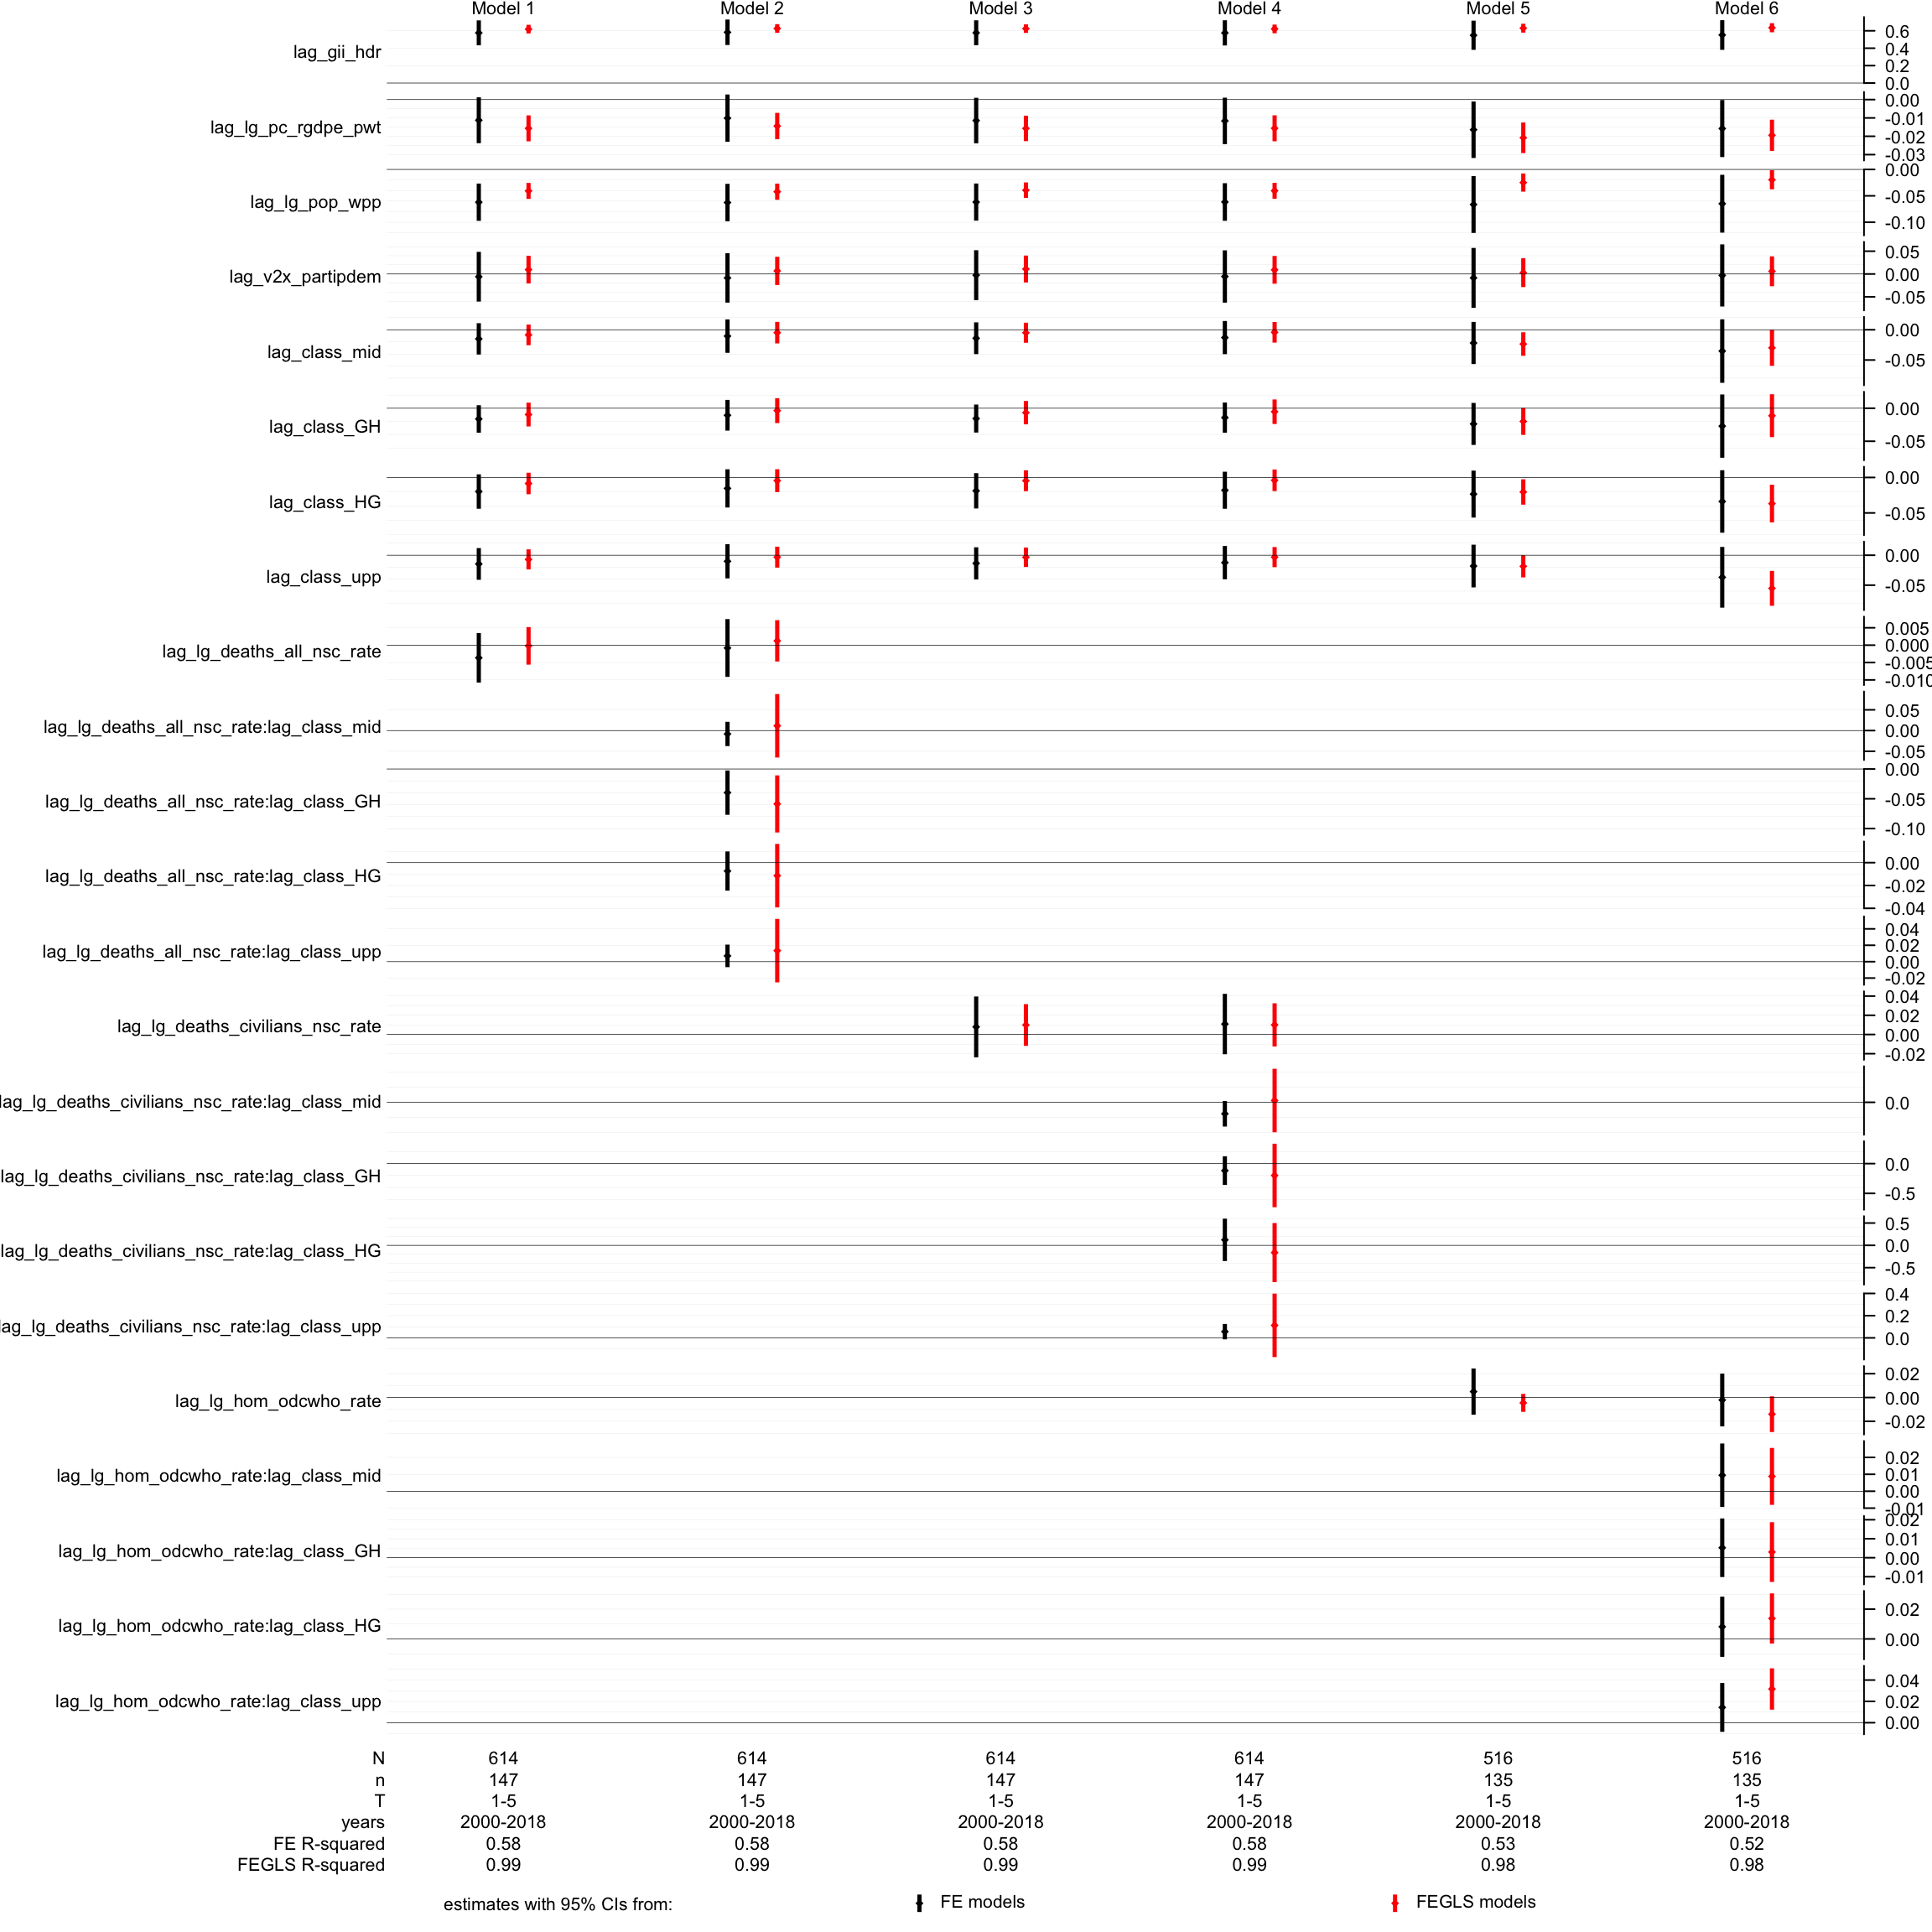 Model 1 Model 2 Model 3 Model 4 Model 5 Model 6
lag_gii_hdr 0.6 0.4 0.2 0.0
lag_lg_pc_rgdpe_pwt 0.00 -0.01 -0.02 -0.03
lag_lg_pop_wpp 0.00 -0.05 -0.10
lag_v2x_partipdem 0.05 0.00 -0.05
lag_class_mid 0.00 -0.05
lag_class_GH 0.00 -0.05
lag_class_HG 0.00 -0.05
lag_class_upp 0.00 -0.05
lag_lg_deaths_all_nsc_rate 0.005 0.000 -0.005 -0.010
lag_lg_deaths_all_nsc_rate:lag_class_mid 0.05 0.00 -0.05
lag_lg_deaths_all_nsc_rate:lag_class_GH 0.00 -0.05 -0.10
lag_lg_deaths_all_nsc_rate:lag_class_HG 0.00 -0.02 -0.04
lag_lg_deaths_all_nsc_rate:lag_class_upp 0.04 0.02 0.00 -0.02
lag_lg_deaths_civilians_nsc_rate 0.04 0.02 0.00 -0.02
lag_lg_deaths_civilians_nsc_rate:lag_class_mid 0.0
lag_lg_deaths_civilians_nsc_rate:lag_class_GH 0.0 -0.5
lag_lg_deaths_civilians_nsc_rate:lag_class_HG 0.5 0.0 -0.5
lag_lg_deaths_civilians_nsc_rate:lag_class_upp 0.4 0.2 0.0
lag_lg_hom_odcwho_rate 0.02 0.00 -0.02
lag_lg_hom_odcwho_rate:lag_class_mid 0.02 0.01 0.00 -0.01
lag_lg_hom_odcwho_rate:lag_class_GH 0.02 0.01 0.00 -0.01
lag_lg_hom_odcwho_rate:lag_class_HG 0.02 0.00
lag_lg_hom_odcwho_rate:lag_class_upp 0.04 0.02 0.00
N 614 614 614 614 516 516
n 147 147 147 147 135 135
T 1-5 1-5 1-5 1-5 1-5 1-5
years 2000-2018 2000-2018 2000-2018 2000-2018 2000-2018 2000-2018
FE R-squared 0.58 0.58 0.58 0.58 0.53 0.52
FEGLS R-squared 0.99 0.99 0.99 0.99 0.98 0.98
estimates with 95% CIs from: FE models FEGLS models